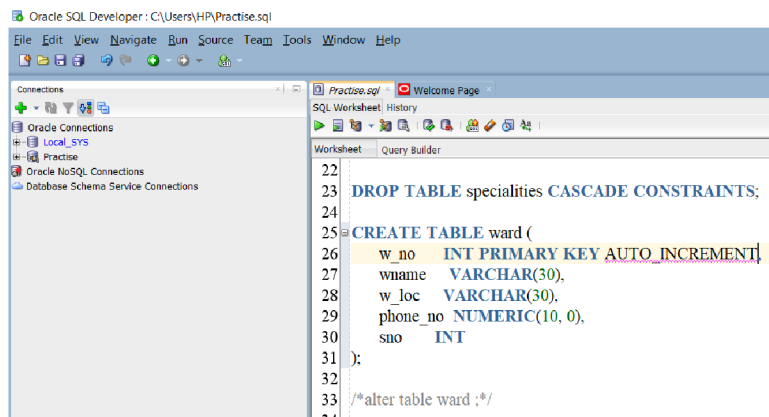 Oracle SQL Developer : C:\Users\HP\Practise.sql
File Edit View Navigate Run Source Team Tools Window Help
Connections
Oracle Connections
Local_SYS
Practise
Oracle NoSQL Connections
Database Schema Service Connections
Practise.sql Welcome Page
SQL Worksheet History
Worksheet Query Builder
22
23 DROP TABLE specialities CASCADE CONSTRAINTS;
24
25 CREATE TABLE ward (
26 w_no INT PRIMARY KEY AUTO_INCREMENT,
27 wname VARCHAR(30),
28 w_loc VARCHAR(30),
29 phone_no NUMERIC(10, 0),
30 sno INT
31 );
32
33 /*alter table ward ;*/